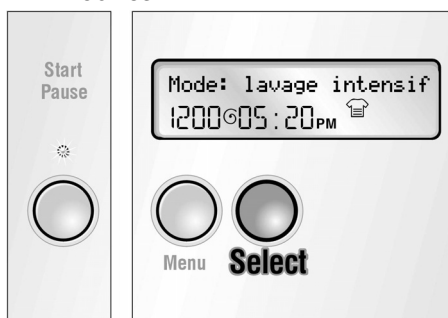 Start
Pause
Mode: lavage intensif
1200 05:20PM
Menu
Select